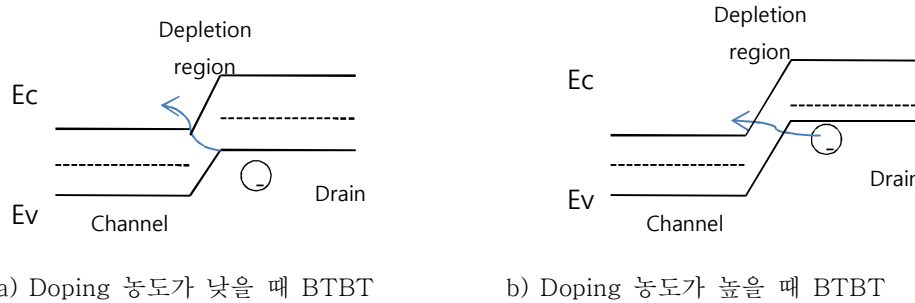 Depletion
region
Ec
Ev
Channel
Drain
a) Doping 농도가 낮을 때 BTBT
Depletion
region
Ec
Ev
Channel
Drain
b) Doping 농도가 높을 때 BTBT